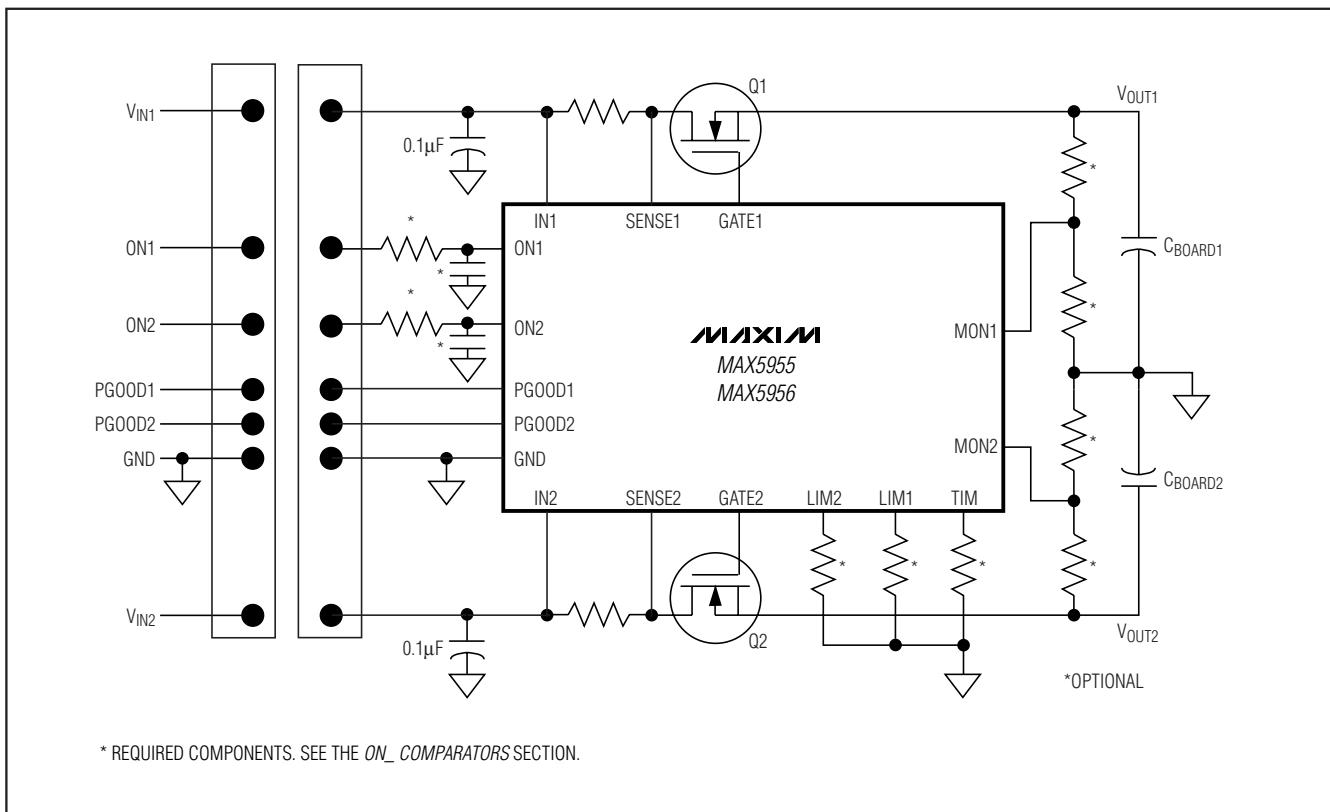 Q1
V_IN1
V_OUT1
0.1µF
*
*
IN1
SENSE1
GATE1
ON1
ON1
*
*
C_BOARD1
*
ON2
ON2
*
MAXIM
MAX5955
MAX5956
MON1
PGOOD1
PGOOD1
PGOOD2
PGOOD2
*
GND
GND
MON2
C_BOARD2
IN2
SENSE2
GATE2
LIM2
LIM1
TIM
*
*
*
*
V_IN2
0.1µF
Q2
V_OUT2
*OPTIONAL
* REQUIRED COMPONENTS. SEE THE ON_ COMPARATORS SECTION.